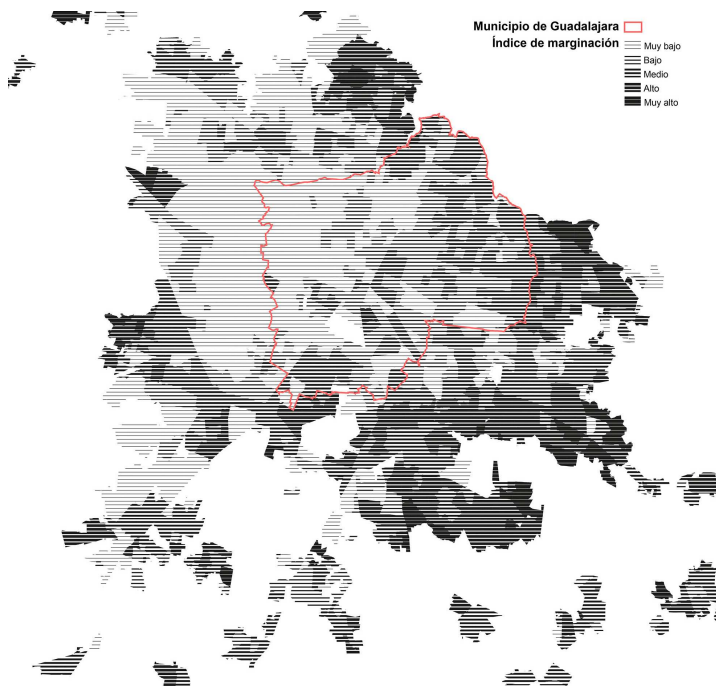 Municipio de Guadalajara
Índice de marginación
Muy bajo
Bajo
Medio
Alto
Muy alto